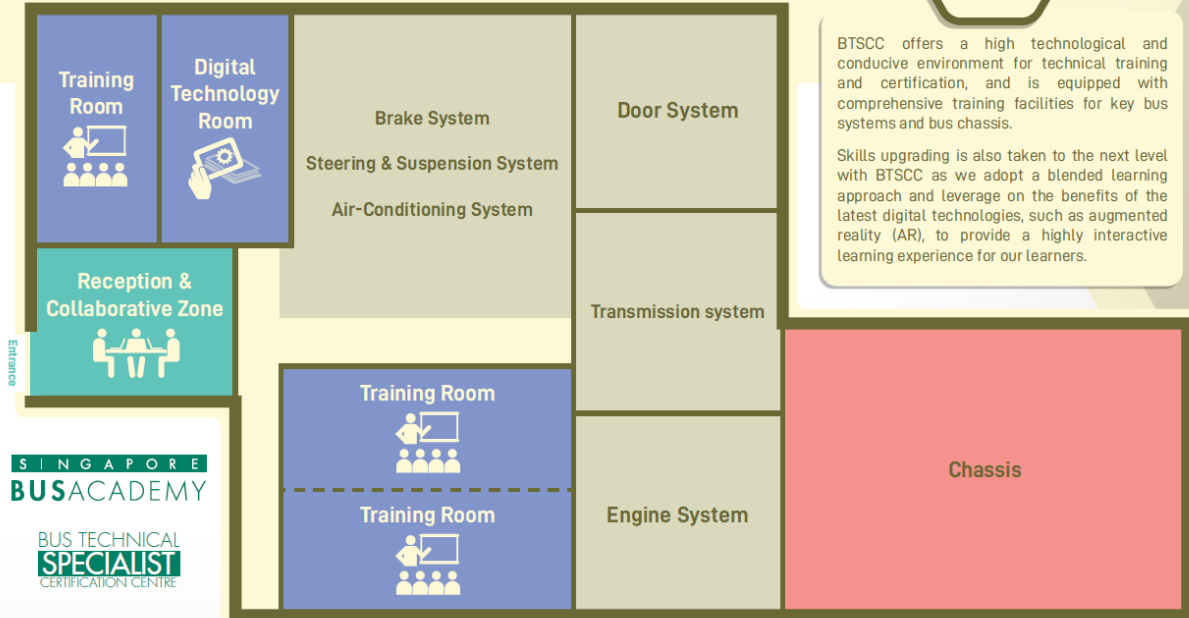 Training
Room
Digital
Technology
Room
Brake System
Steering & Suspension System
Air-Conditioning System
Door System
BTSCC offers a high technological and
conducive environment for technical training
and certification, and is equipped with
comprehensive training facilities for key bus
systems and bus chassis.
Skills upgrading is also taken to the next level
with BTSCC as we adopt a blended learning
approach and leverage on the benefits of the
latest digital technologies, such as augmented
reality (AR), to provide a highly interactive
learning experience for our learners.
Reception &
Collaborative Zone
Entrance
Transmission system
Training Room
Training Room
Engine System
Chassis
SINGAPORE
BUSACADEMY
BUS TECHNICAL
SPECIALIST
CERTIFICATION CENTRE